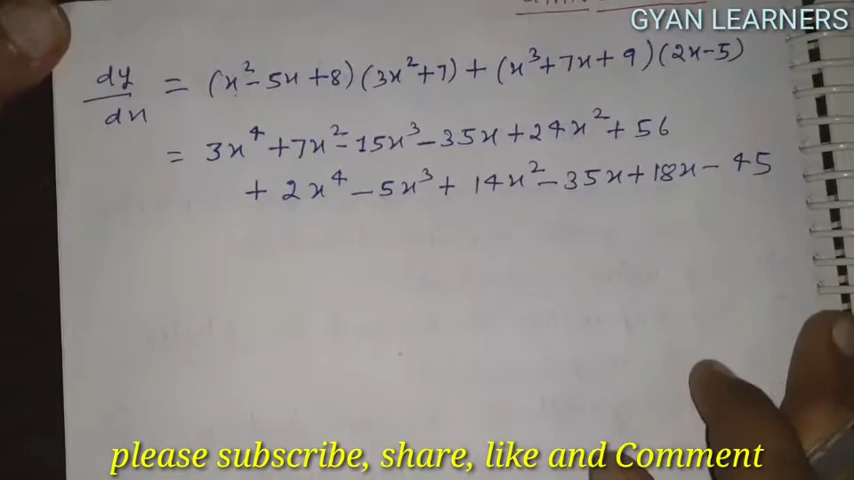 GYAN LEARNERS
dy/dx = (x² - 5x + 8) (3x² + 7) + (x³ + 7x + 9) (2x - 5)
= 3x⁴ + 7x² - 15x³ - 35x + 24x² + 56
+ 2x⁴ - 5x³ + 14x² - 35x + 18x - 45
please subscribe, share, like and Comment